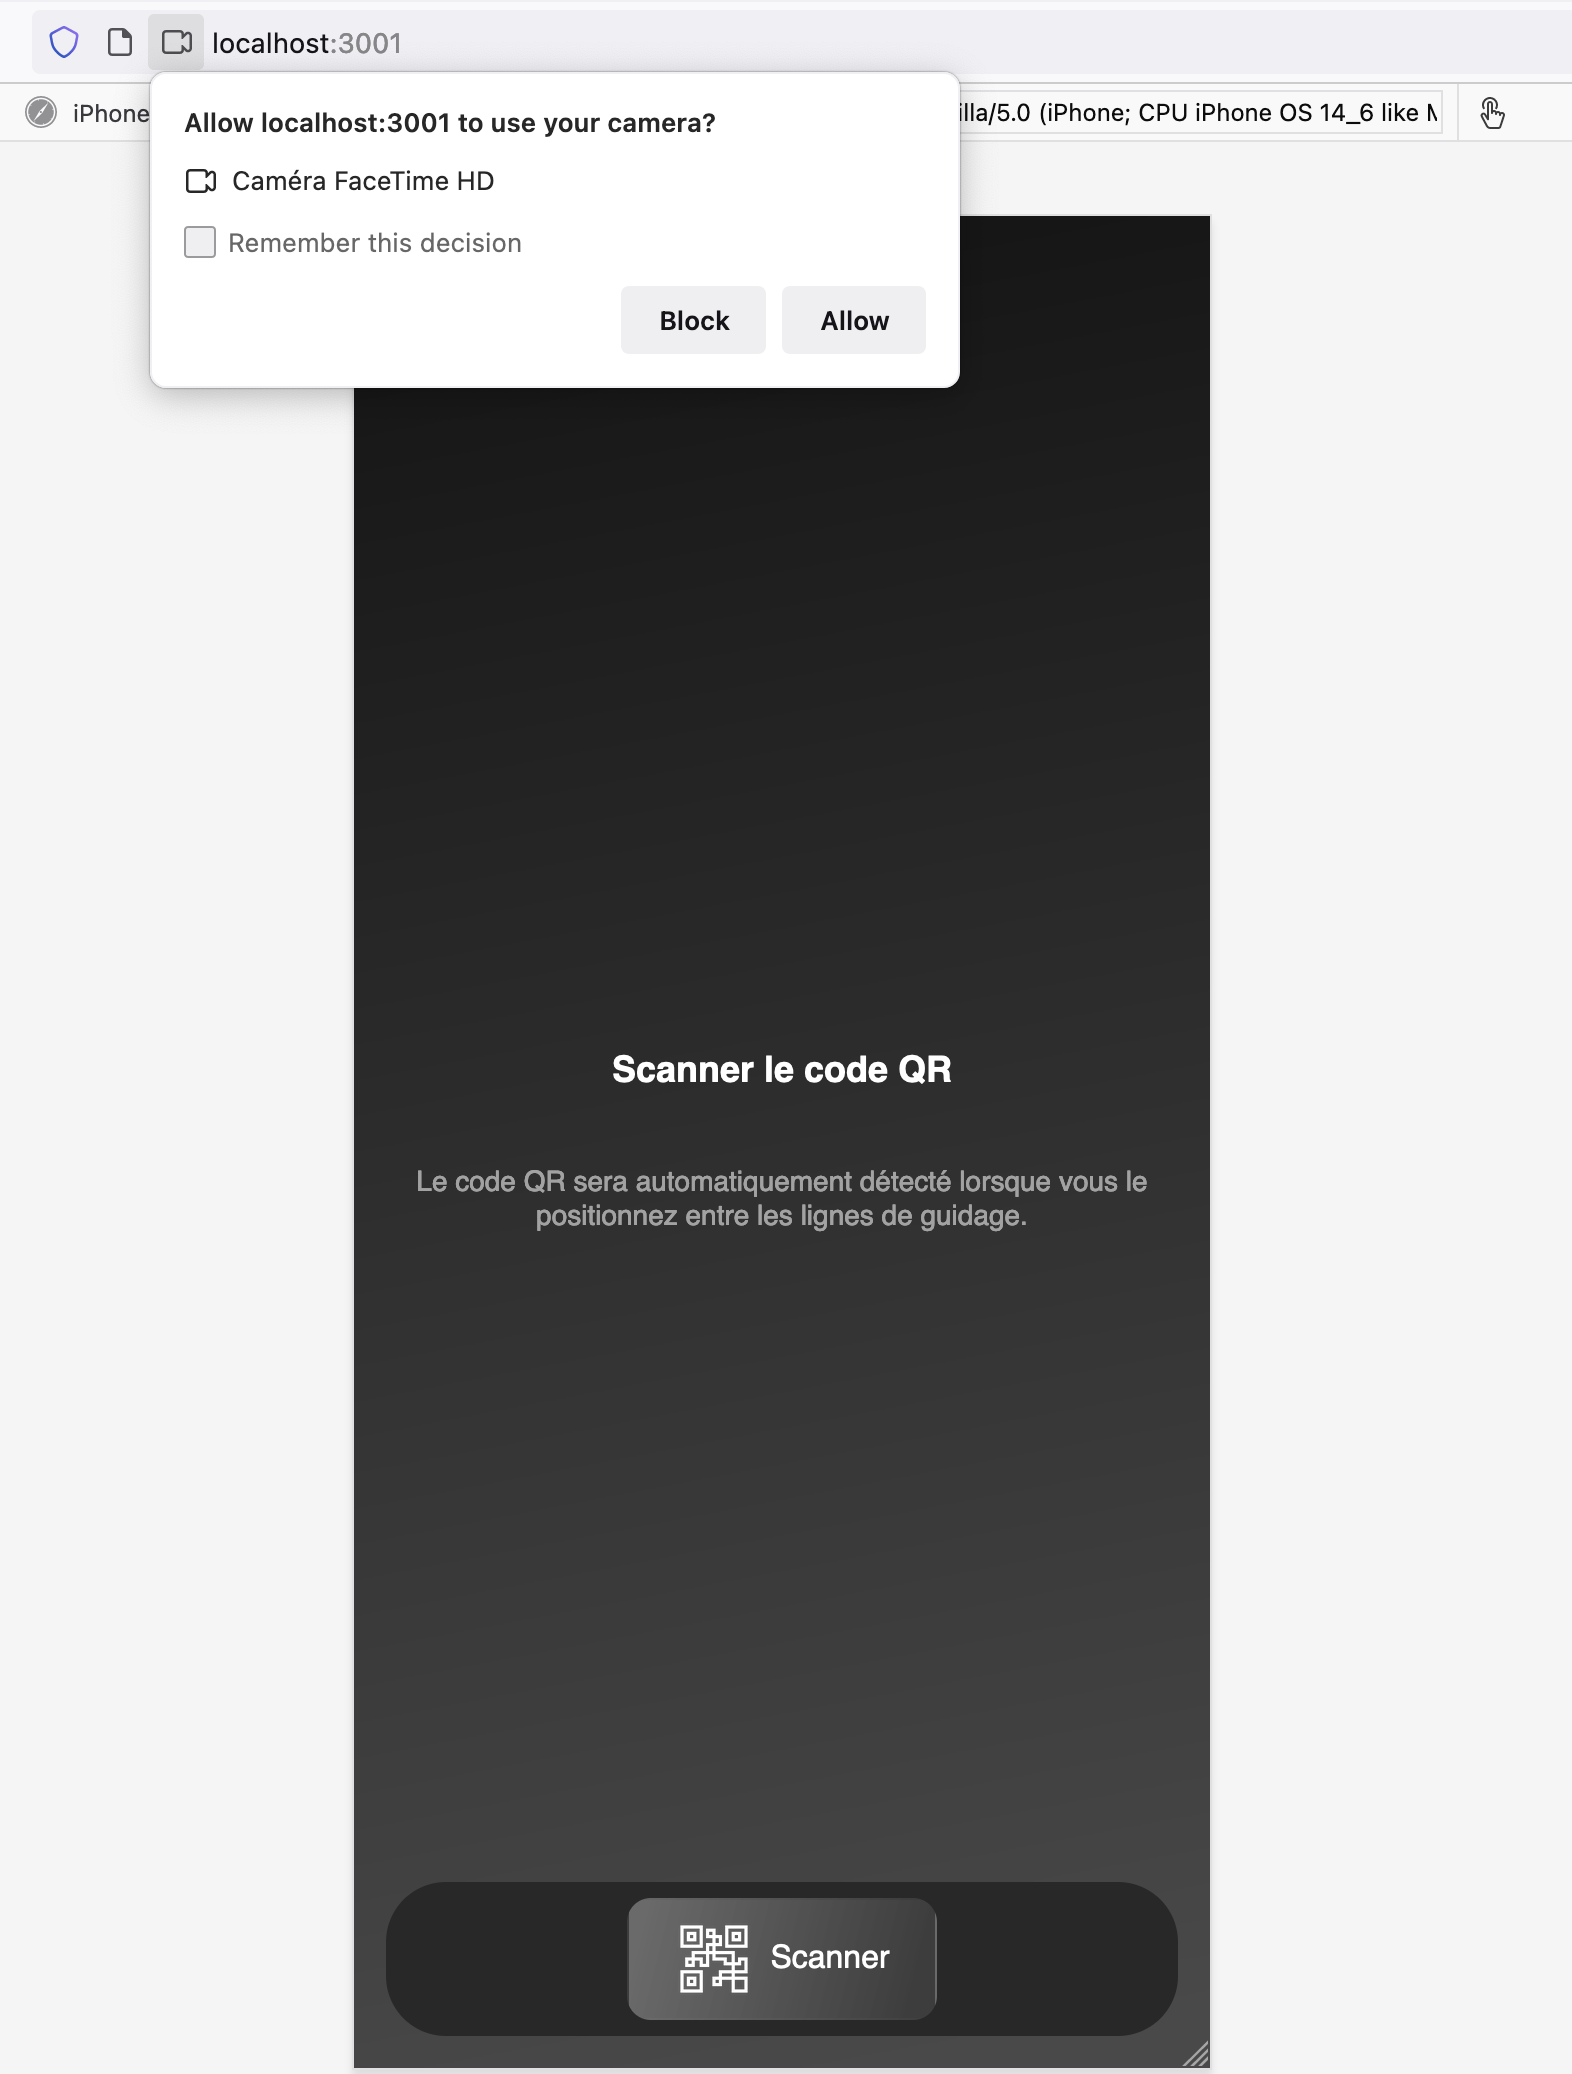 localhost:3001
iPhone
illa/5.0 (iPhone; CPU iPhone OS 14_6 like
Allow localhost:3001 to use your camera?
Caméra FaceTime HD
Remember this decision
Block
Allow
Scanner le code QR
Le code QR sera automatiquement détecté lorsque vous le
positionnez entre les lignes de guidage.
Scanner